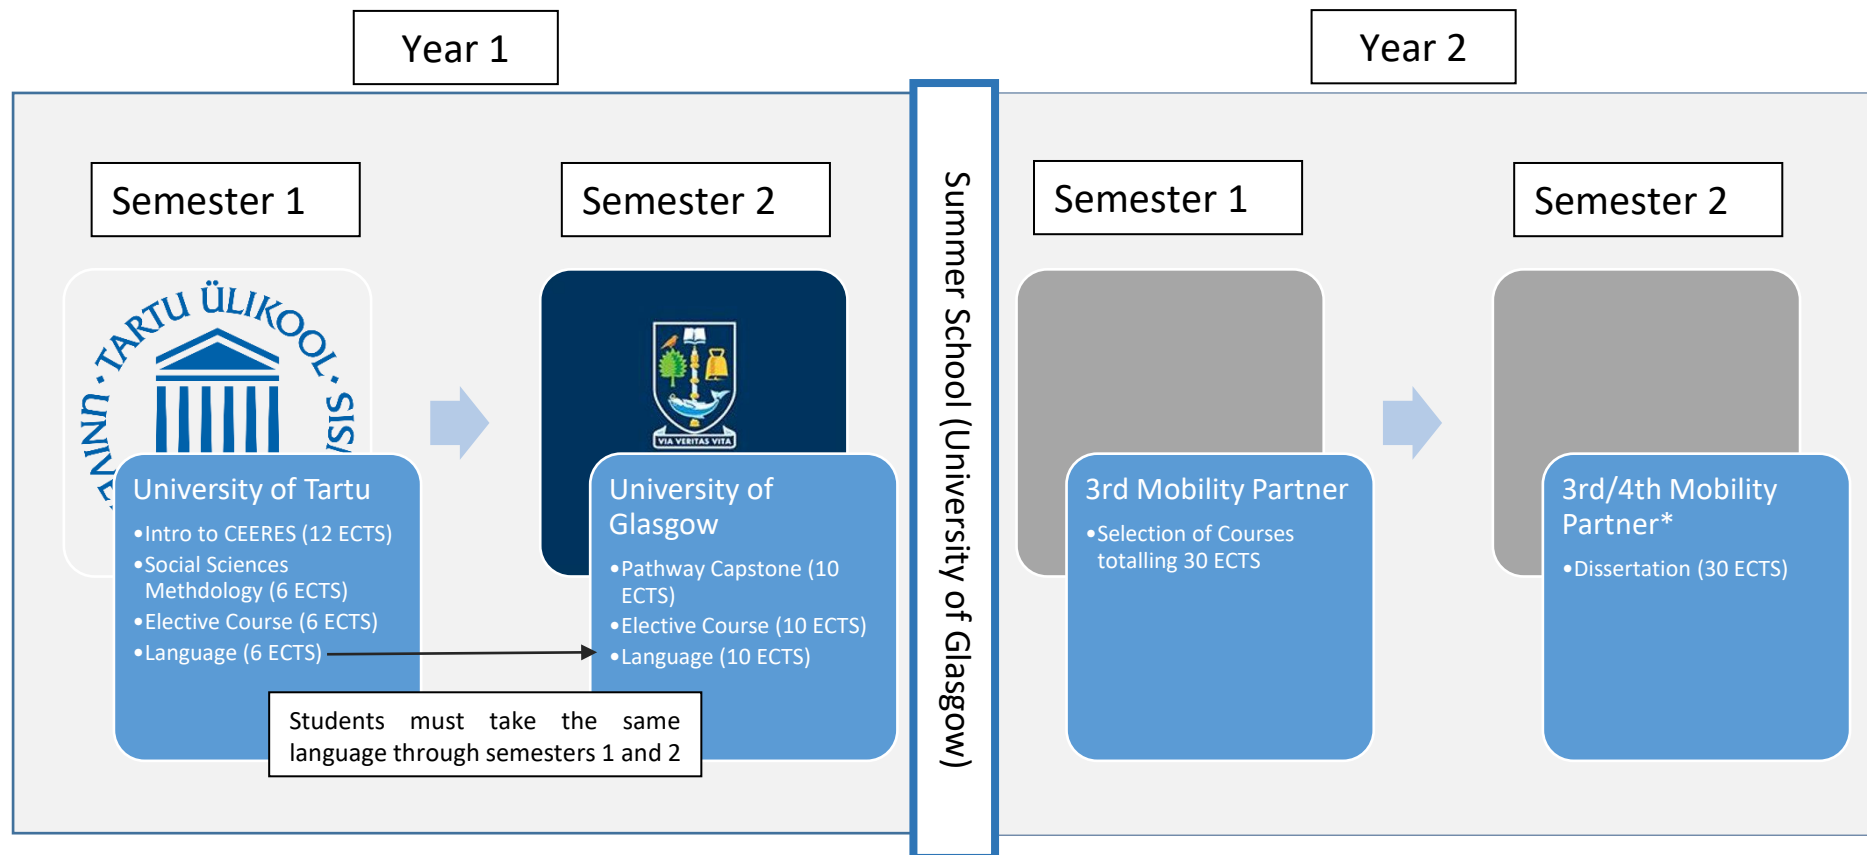 Year 1
Year 2
Semester 1
Semester 2
Semester 1
Semester 2
TARTU ÜLIKOOL · SISA
VIA VERITAS VITA
University of Tartu
•Intro to CEERES (12 ECTS)
•Social Sciences
Methdology (6 ECTS)
•Elective Course (6 ECTS)
•Language (6 ECTS)
University of
Glasgow
•Pathway Capstone (10
ECTS)
•Elective Course (10 ECTS)
•Language (10 ECTS)
Students must take the same
language through semesters 1 and 2
Summer School (University of Glasgow)
3rd Mobility Partner
•Selection of Courses
totalling 30 ECTS
3rd/4th Mobility
Partner*
•Dissertation (30 ECTS)